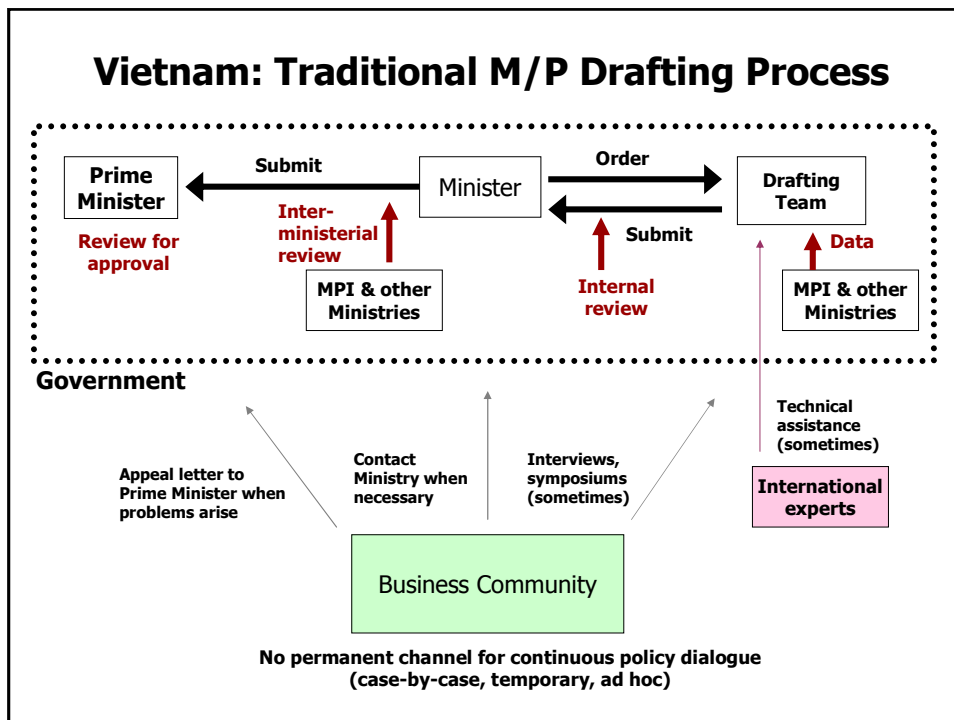 Vietnam: Traditional M/P Drafting Process
Prime
Minister
Submit
Minister
Order
Submit
Drafting
Team
Review for
approval
Inter-
ministerial
review
MPI & other
Ministries
Internal
review
Data
MPI & other
Ministries
Government
Appeal letter to
Prime Minister when
problems arise
Contact
Ministry when
necessary
Interviews,
symposiums
(sometimes)
Technical
assistance
(sometimes)
International
experts
Business Community
No permanent channel for continuous policy dialogue
(case-by-case, temporary, ad hoc)